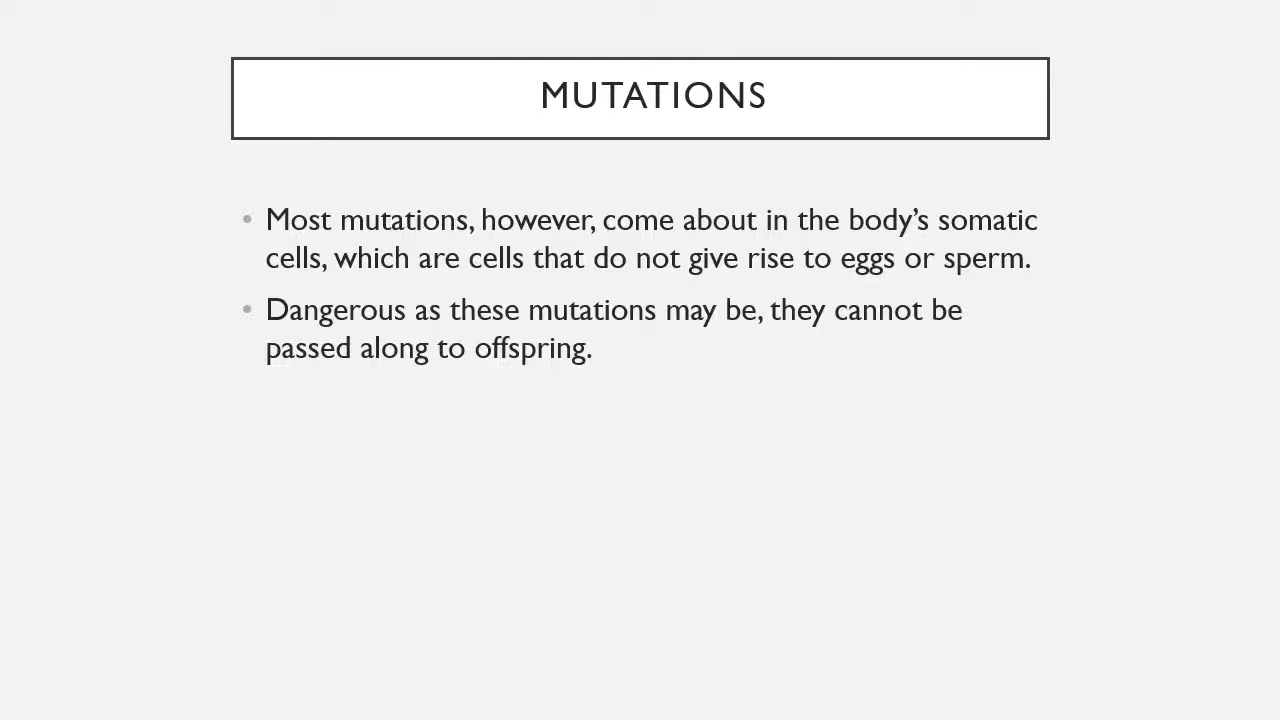 MUTATIONS
• Most mutations, however, come about in the body’s somatic
cells, which are cells that do not give rise to eggs or sperm.
• Dangerous as these mutations may be, they cannot be
passed along to offspring.